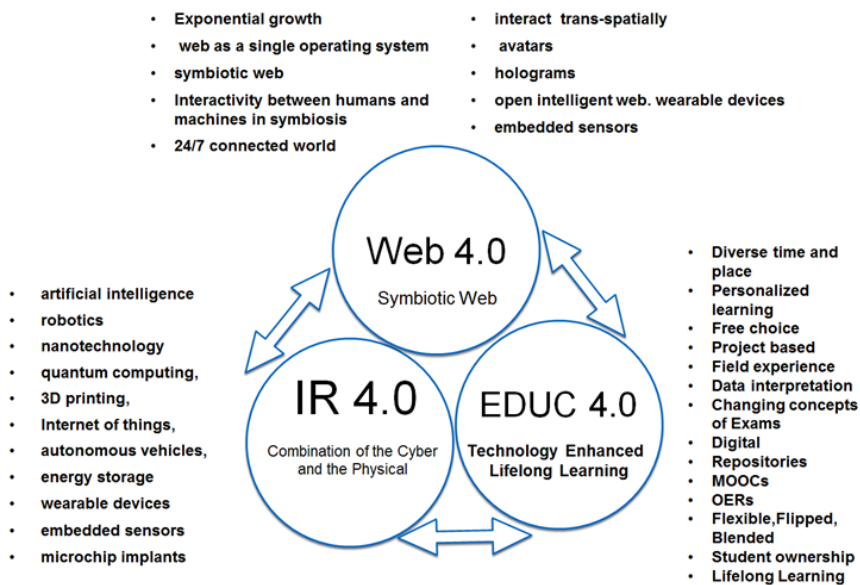 • Exponential growth
• web as a single operating system
• symbiotic web
• Interactivity between humans and
machines in symbiosis
• 24/7 connected world
• interact trans-spatially
• avatars
• holograms
• open intelligent web. wearable devices
• embedded sensors
Web 4.0
Symbiotic Web
• artificial intelligence
• robotics
• nanotechnology
• quantum computing,
• 3D printing,
• Internet of things,
• autonomous vehicles,
• energy storage
• wearable devices
• embedded sensors
• microchip implants
IR 4.0
Combination of the Cyber
and the Physical
EDUC 4.0
Technology Enhanced
Lifelong Learning
• Diverse time and
place
• Personalized
learning
• Free choice
• Project based
• Field experience
• Data interpretation
• Changing concepts
of Exams
• Digital
• Repositories
• MOOCs
• OERs
• Flexible,Flipped,
Blended
• Student ownership
• Lifelong Learning